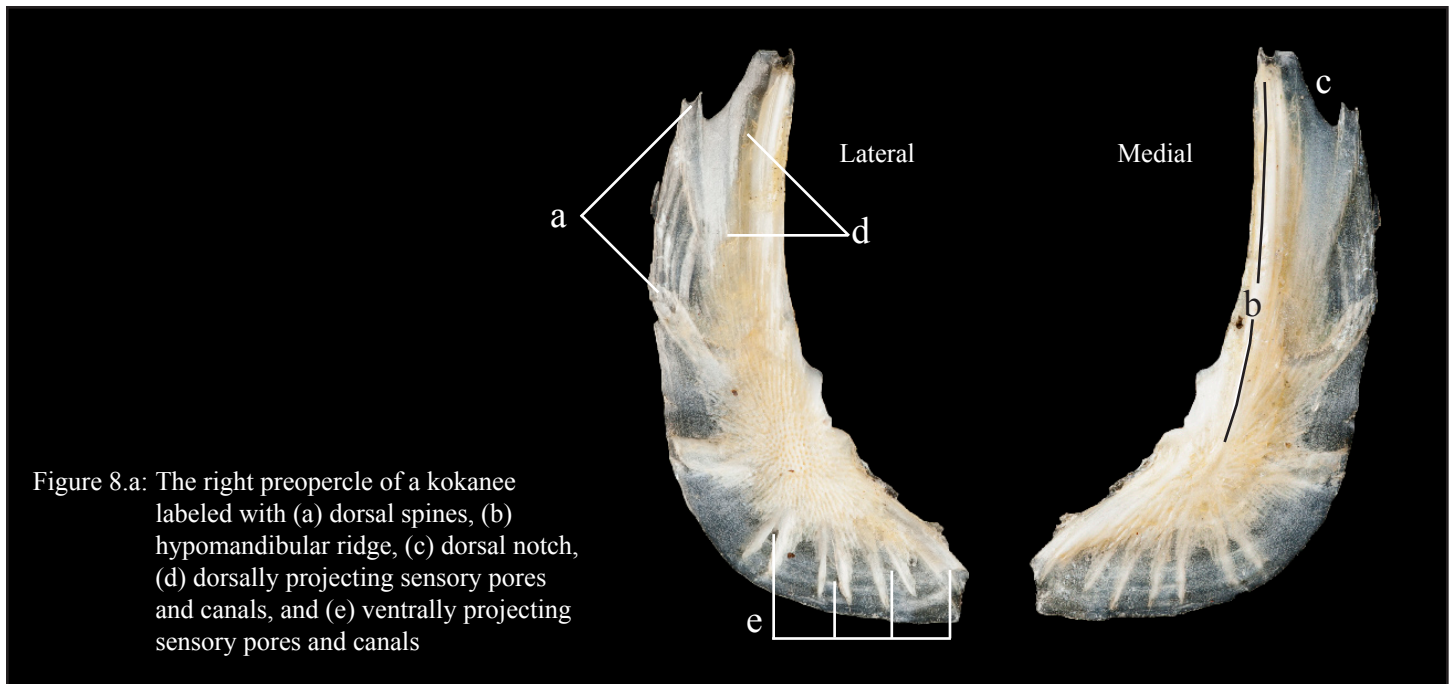 c
Lateral
Medial
a
d
b
Figure 8.a: The right preopercle of a kokanee
labeled with (a) dorsal spines, (b)
hypomandibular ridge, (c) dorsal notch,
(d) dorsally projecting sensory pores
and canals, and (e) ventrally projecting
sensory pores and canals
e